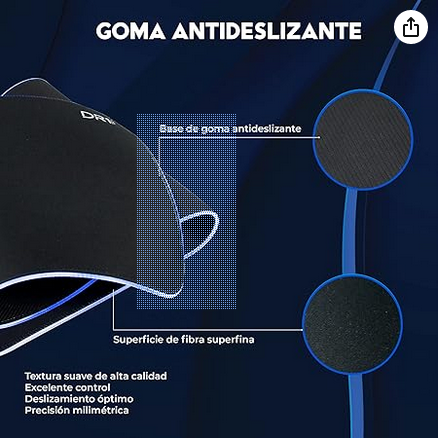 GOMA ANTIDESLIZANTE
Base de goma antideslizante
Superficie de fibra superfina
Textura suave de alta calidad
Excelente control
Deslizamiento óptimo
Precisión milimétrica